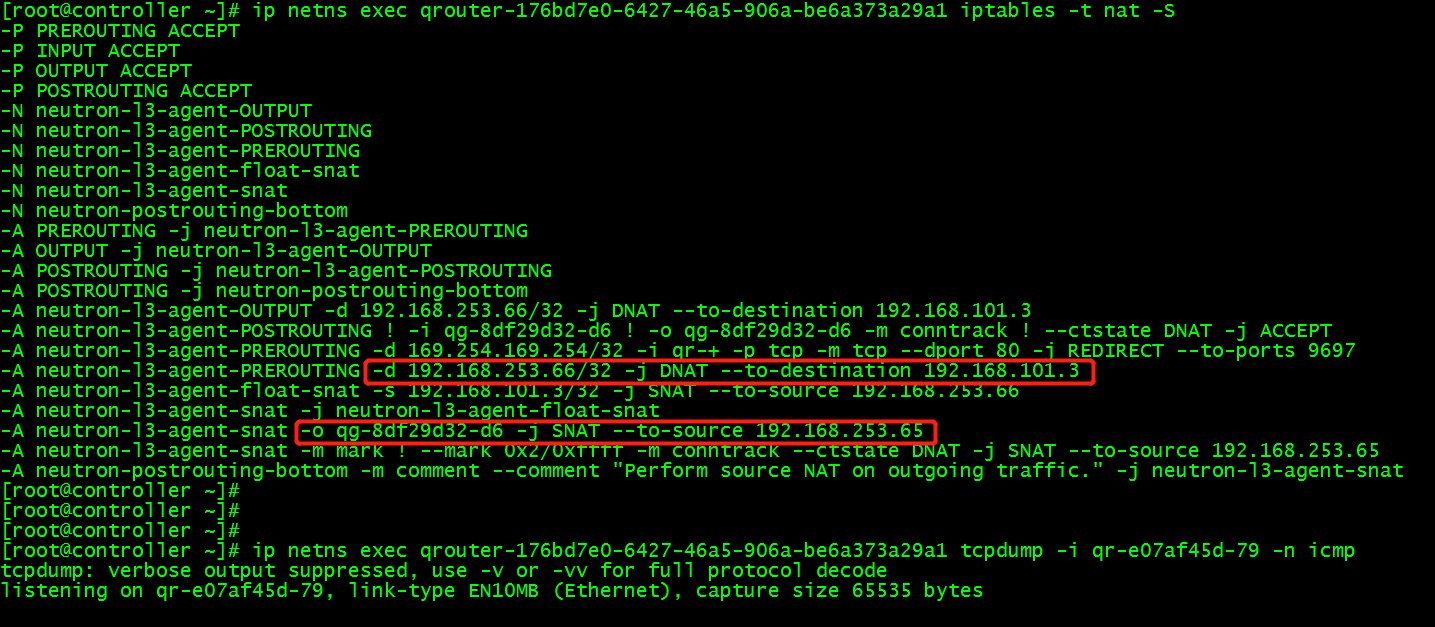 [root@controller ~]# ip netns exec qrouter-176bd7e0-6427-46a5-906a-be6a373a29a1 iptables -t nat -S
-P PREROUTING ACCEPT
-P INPUT ACCEPT
-P OUTPUT ACCEPT
-P POSTROUTING ACCEPT
-N neutron-l3-agent-OUTPUT
-N neutron-l3-agent-POSTROUTING
-N neutron-l3-agent-PREROUTING
-N neutron-l3-agent-float-snat
-N neutron-l3-agent-snat
-N neutron-postrouting-bottom
-A PREROUTING -j neutron-l3-agent-PREROUTING
-A OUTPUT -j neutron-l3-agent-OUTPUT
-A POSTROUTING -j neutron-l3-agent-POSTROUTING
-A POSTROUTING -j neutron-postrouting-bottom
-A neutron-l3-agent-OUTPUT -d 192.168.253.66/32 -j DNAT --to-destination 192.168.101.3
-A neutron-l3-agent-POSTROUTING ! -i qg-8df29d32-d6 ! -o qg-8df29d32-d6 -m conntrack ! --ctstate DNAT -j ACCEPT
-A neutron-l3-agent-PREROUTING -d 169.254.169.254/32 -i qr-+ -p tcp -m tcp --dport 80 -j REDIRECT --to-ports 9697
-A neutron-l3-agent-PREROUTING -d 192.168.253.66/32 -j DNAT --to-destination 192.168.101.3
-A neutron-l3-agent-float-snat -s 192.168.101.3/32 -j SNAT --to-source 192.168.253.66
-A neutron-l3-agent-snat -j neutron-l3-agent-float-snat
-A neutron-l3-agent-snat -o qg-8df29d32-d6 -j SNAT --to-source 192.168.253.65
-A neutron-l3-agent-snat -m mark ! --mark 0x2/0xffff -m conntrack --ctstate DNAT -j SNAT --to-source 192.168.253.65
-A neutron-postrouting-bottom -m comment --comment "Perform source NAT on outgoing traffic." -j neutron-l3-agent-snat
[root@controller ~]#
[root@controller ~]#
[root@controller ~]#
[root@controller ~]# ip netns exec qrouter-176bd7e0-6427-46a5-906a-be6a373a29a1 tcpdump -i qr-e07af45d-79 -n icmp
tcpdump: verbose output suppressed, use -v or -vv for full protocol decode
listening on qr-e07af45d-79, link-type EN10MB (Ethernet), capture size 65535 bytes